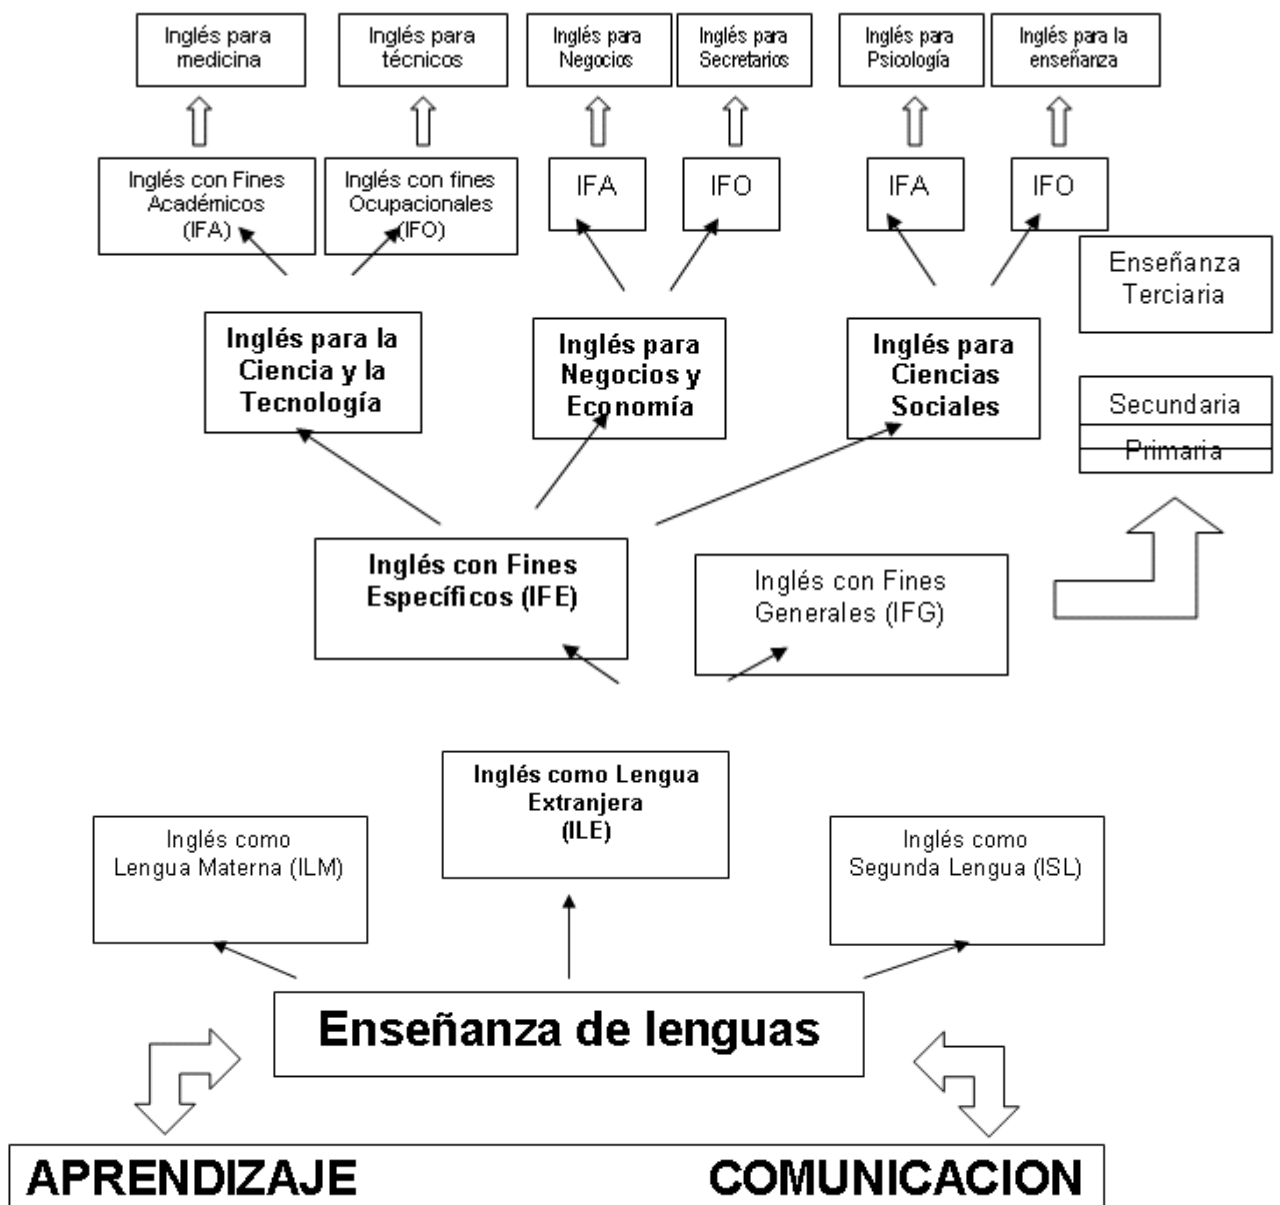 Inglés para
medicina
Inglés para
técnicos
Inglés para
Negocios
Inglés para
Secretarios
Inglés para
Psicología
Inglés para la
enseñanza
Inglés con Fines
Académicos
(IFA)
Inglés con fines
Ocupacionales
(IFO)
IFA
IFO
IFA
IFO
Enseñanza
Terciaria
Inglés para la
Ciencia y la
Tecnología
Inglés para
Negocios y
Economía
Inglés para
Ciencias
Sociales
Secundaria
Primaria
Inglés con Fines
Específicos (IFE)
Inglés con Fines
Generales (IFG)
Inglés como Lengua
Extranjera
(ILE)
Inglés como
Lengua Materna (ILM)
Inglés como
Segunda Lengua (ISL)
Enseñanza de lenguas
APRENDIZAJE COMUNICACION